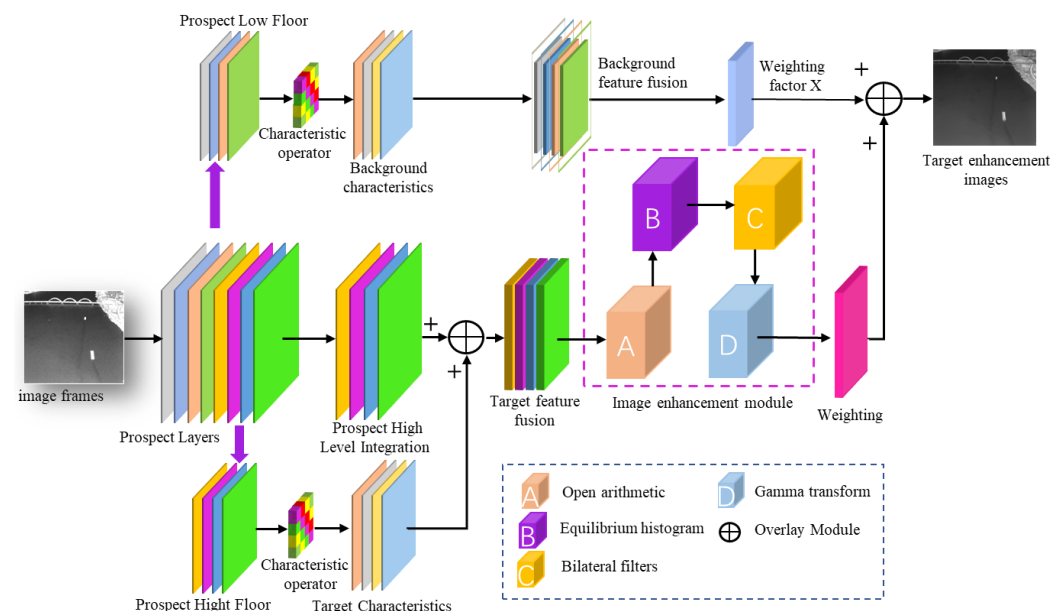 Prospect Low Floor
Characteristic
operator
Background
characteristics
Background
feature fusion
Weighting
factor X
+
+
Target enhancement
images
B
C
A
D
image frames
Prospect Layers
Prospect High
Level Integration
+
+
Target feature
fusion
Image enhancement module
Weighting
Prospect Hight Floor
Characteristic
operator
Target Characteristics
A Open arithmetic
D Gamma transform
B Equilibrium histogram
Overlay Module
C Bilateral filters